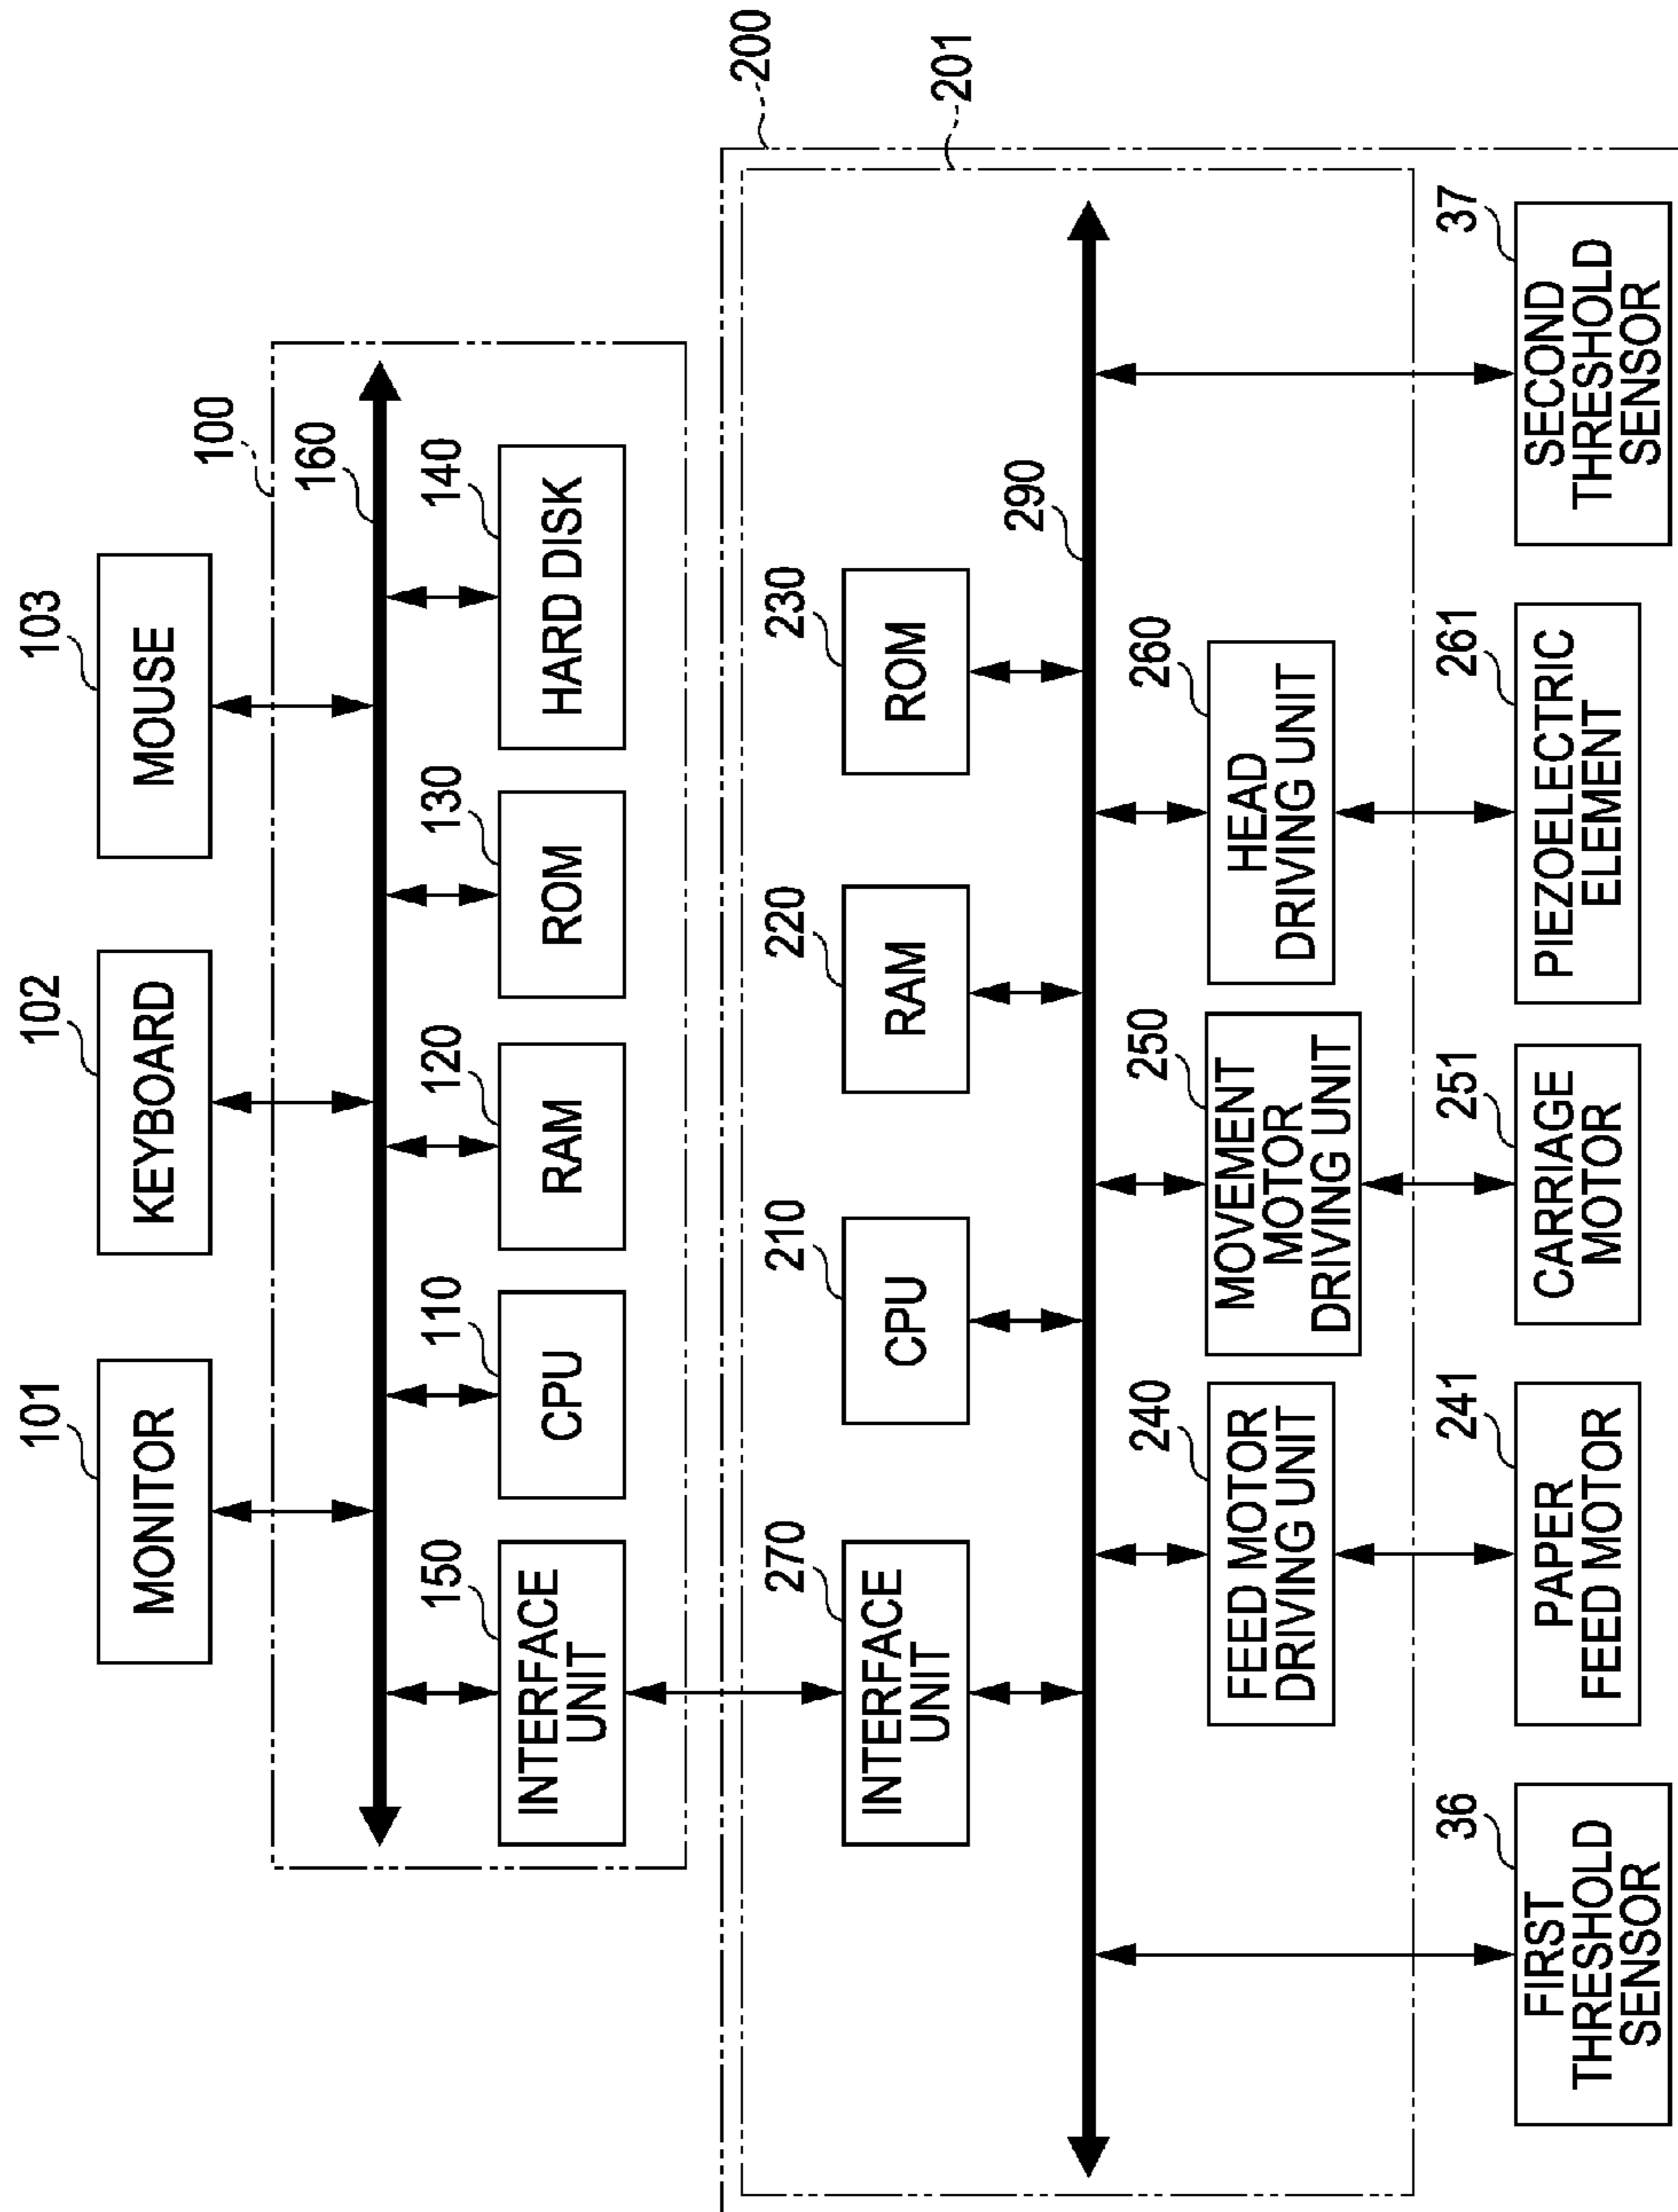 101
MONITOR
102
KEYBOARD
103
MOUSE
100
160
150
INTERFACE
UNIT
110
CPU
120
RAM
130
ROM
140
HARD DISK
200
201
270
INTERFACE
UNIT
210
CPU
220
RAM
230
ROM
290
240
FEED MOTOR
DRIVING UNIT
250
MOVEMENT
MOTOR
DRIVING UNIT
260
HEAD
DRIVING UNIT
36
FIRST
THRESHOLD
SENSOR
241
PAPER
FEED MOTOR
251
CARRIAGE
MOTOR
261
PIEZOELECTRIC
ELEMENT
37
SECOND
THRESHOLD
SENSOR